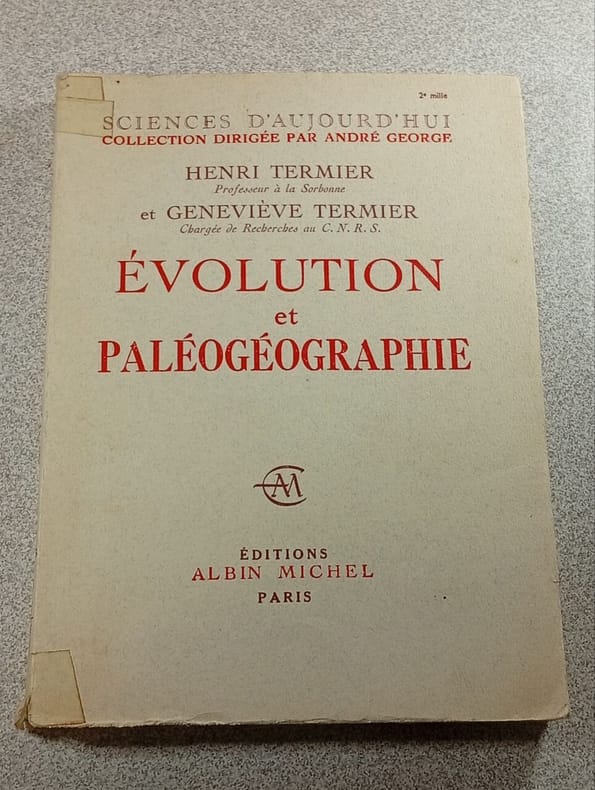 2e mille
SCIENCES D'AUJOURD'HUI
COLLECTION DIRIGÉE PAR ANDRÉ GEORGE
HENRI TERMIER
Professeur à la Sorbonne
et GENEVIÈVE TERMIER
Chargée de Recherches au C. N. R. S.
ÉVOLUTION
et
PALÉOGÉOGRAPHIE
AM
ÉDITIONS
ALBIN MICHEL
PARIS